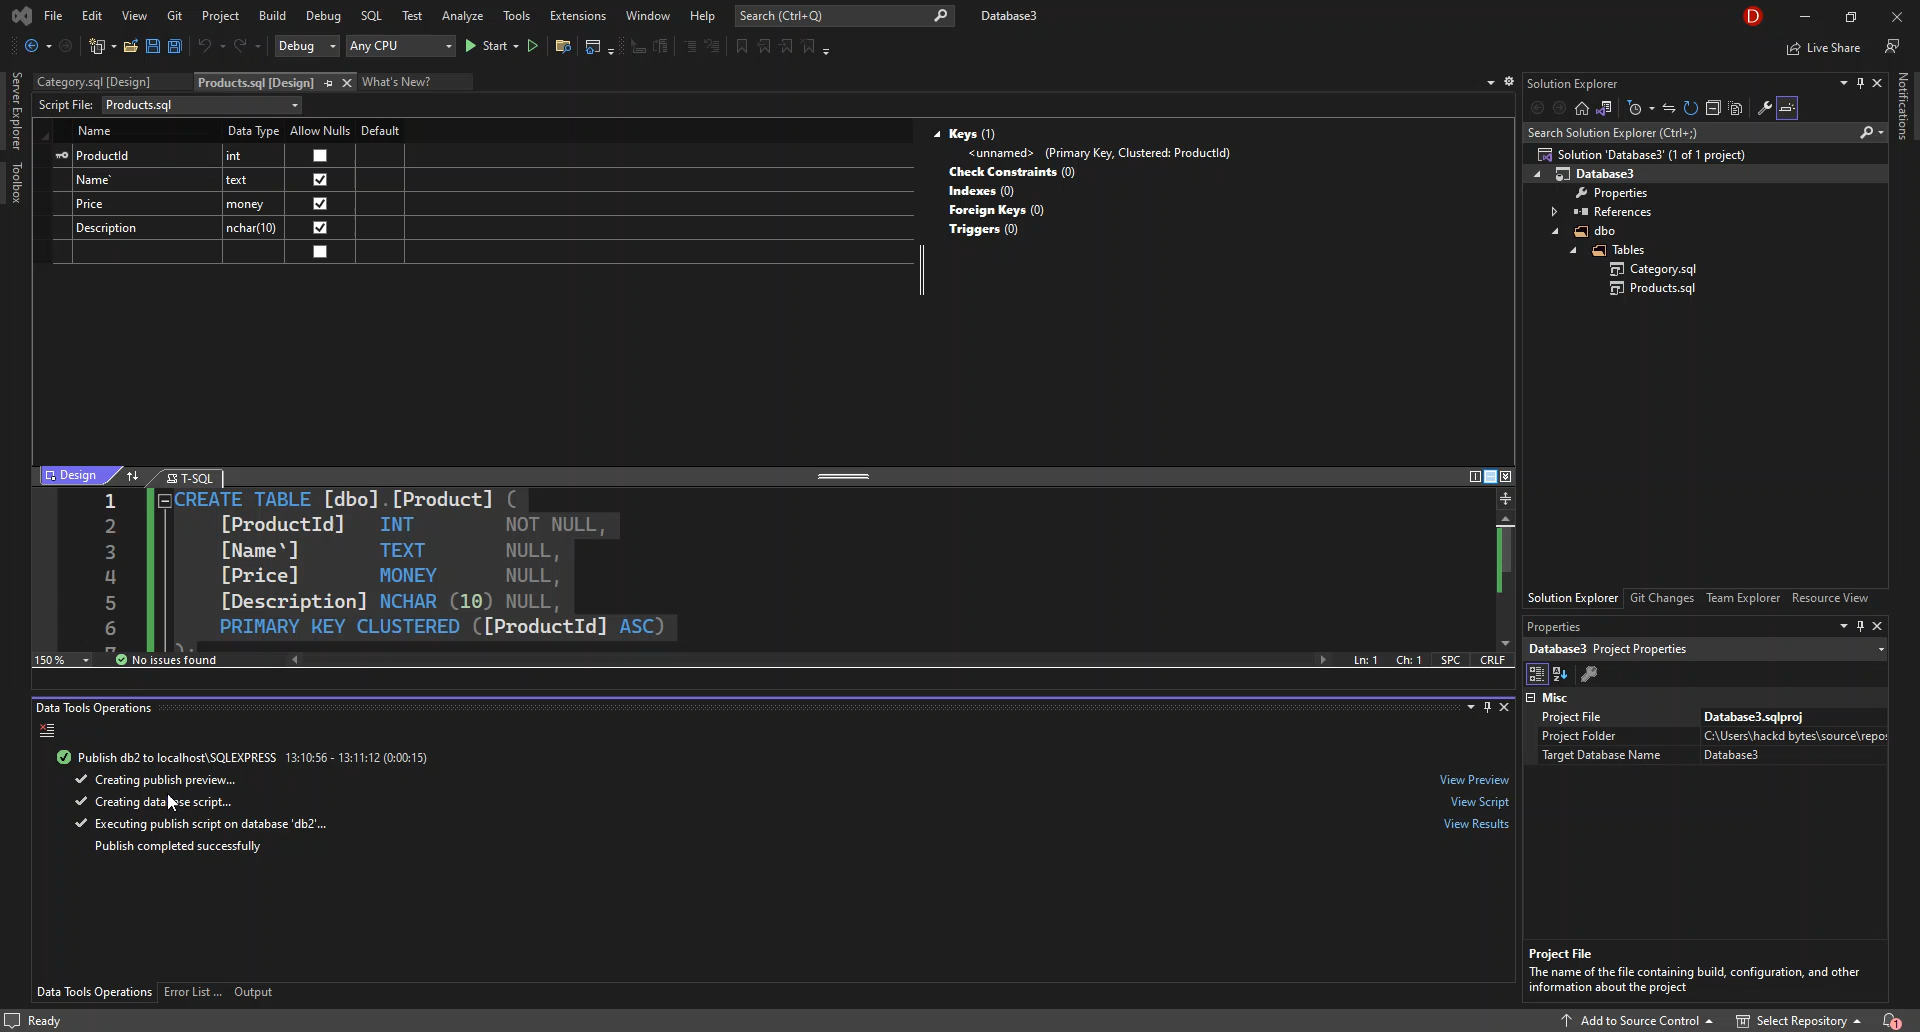 File Edit View Git Project Build Debug SQL Test Analyze Tools Extensions Window Help Search (Ctrl+Q) Database3 D
Debug Any CPU Start Live Share
Server Explorer
Toolbox
Category.sql [Design] Products.sql [Design] What's New?
Script File: Products.sql
Name Data Type Allow Nulls Default
ProductId int
Name` text
Price money
Description nchar(10)
Keys (1)
<unnamed> (Primary Key, Clustered: ProductId)
Check Constraints (0)
Indexes (0)
Foreign Keys (0)
Triggers (0)
Design T-SQL
1 CREATE TABLE [dbo].[Product] (
2 [ProductId] INT NOT NULL,
3 [Name`] TEXT NULL,
4 [Price] MONEY NULL,
5 [Description] NCHAR (10) NULL,
6 PRIMARY KEY CLUSTERED ([ProductId] ASC)
7 );
150 % No issues found Ln: 1 Ch: 1 SPC CRLF
Data Tools Operations
Publish db2 to localhost\SQLEXPRESS 13:10:56 - 13:11:12 (0:00:15)
Creating publish preview... View Preview
Creating data se script... View Script
Executing publish script on database 'db2'... View Results
Publish completed successfully
Data Tools Operations Error List ... Output
Solution Explorer
Search Solution Explorer (Ctrl+;)
Solution 'Database3' (1 of 1 project)
Database3
Properties
References
dbo
Tables
Category.sql
Products.sql
Solution Explorer Git Changes Team Explorer Resource View
Properties
Database3 Project Properties
Misc
Project File Database3.sqlproj
Project Folder C:\Users\hackd bytes\source\repos
Target Database Name Database3
Project File
The name of the file containing build, configuration, and other
information about the project
Notifications
Ready Add to Source Control Select Repository 1